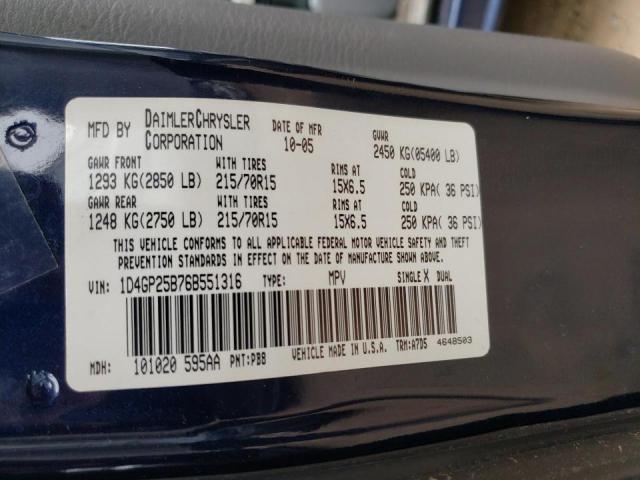 MFD BY DAIMLERCHRYSLER CORPORATION DATE OF MFR 10-05 GVWR 2450 KG(05400 LB)
GAWR FRONT WITH TIRES RIMS AT COLD
1293 KG(2850 LB) 215/70R15 15X6.5 250 KPA( 36 PSI)
GAWR REAR WITH TIRES RIMS AT COLD
1248 KG(2750 LB) 215/70R15 15X6.5 250 KPA( 36 PSI)
THIS VEHICLE CONFORMS TO ALL APPLICABLE FEDERAL MOTOR VEHICLE SAFETY AND THEFT
PREVENTION STANDARDS IN EFFECT ON THE DATE OF MANUFACTURE SHOWN ABOVE.
VIN: 1D4GP25B76B551316 TYPE: MPV SINGLE X DUAL
MDH: 101020 595AA PNT:PBB VEHICLE MADE IN U.S.A. TRM:A7D5 4648503